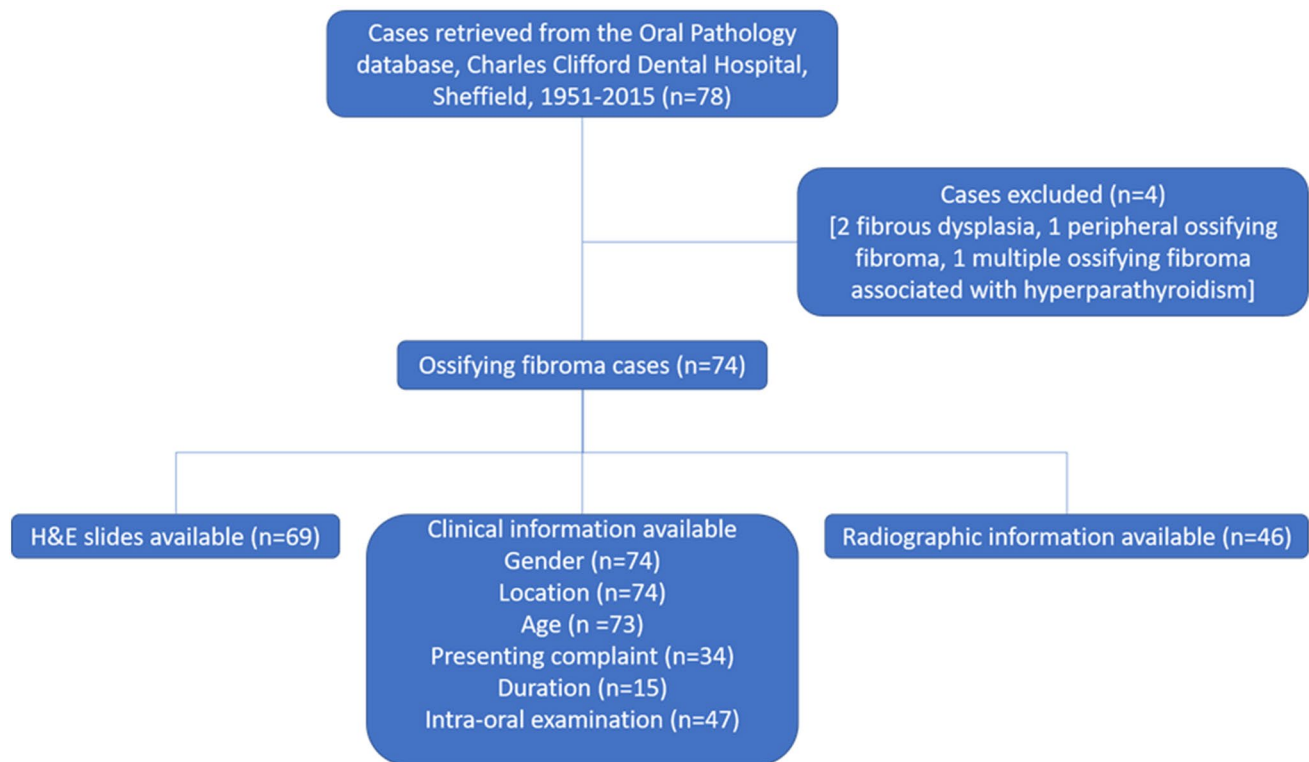 Cases retrieved from the Oral Pathology
database, Charles Clifford Dental Hospital,
Sheffield, 1951-2015 (n=78)
Cases excluded (n=4)
[2 fibrous dysplasia, 1 peripheral ossifying
fibroma, 1 multiple ossifying fibroma
associated with hyperparathyroidism]
Ossifying fibroma cases (n=74)
H&E slides available (n=69)
Clinical information available
Gender (n=74)
Location (n=74)
Age (n =73)
Presenting complaint (n=34)
Duration (n=15)
Intra-oral examination (n=47)
Radiographic information available (n=46)